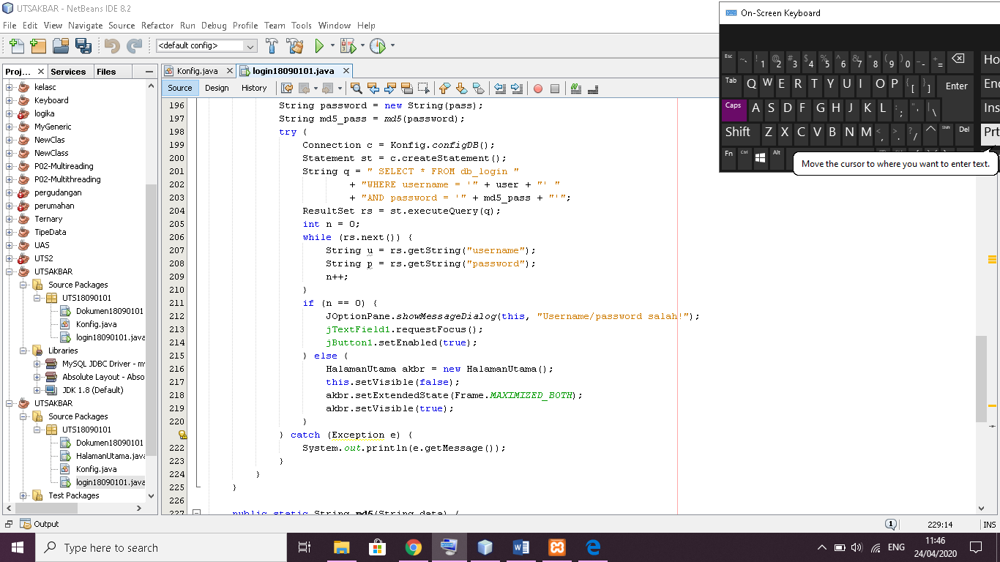 UTSAKBAR - NetBeans IDE 8.2
File Edit View Navigate Source Refactor Run Debug Profile Team Tools Window Help
<default config>
Proj... Services Files
kelasc
Keyboard
logika
MyGeneric
NewClas
NewClass
P02-Multireading
P02-Multithreading
pergudangan
perumahan
Ternary
TipeData
UAS
UTS2
UTSAKBAR
Source Packages
UTS18090101
Dokumen18090101
Konfig.java
login18090101.java
Libraries
MySQL JDBC Driver - my
Absolute Layout - Abso
JDK 1.8 (Default)
UTSAKBAR
Source Packages
UTS18090101
Dokumen18090101
HalamanUtama.java
Konfig.java
login18090101.java
Test Packages
Konfig.java login18090101.java
Source Design History
196 String password = new String(pass);
197 String md5_pass = md5(password);
198 try {
199 Connection c = Konfig.configDB();
200 Statement st = c.createStatement();
201 String q = " SELECT * FROM db_login "
202 + "WHERE username = '" + user + "' "
203 + "AND password = '" + md5_pass + "'";
204 ResultSet rs = st.executeQuery(q);
205 int n = 0;
206 while (rs.next()) {
207 String u = rs.getString("username");
208 String p = rs.getString("password");
209 n++;
210 }
211 if (n == 0) {
212 JOptionPane.showMessageDialog(this, "Username/password salah!");
213 jTextField1.requestFocus();
214 jButton1.setEnabled(true);
215 } else {
216 HalamanUtama akbr = new HalamanUtama();
217 this.setVisible(false);
218 akbr.setExtendedState(Frame.MAXIMIZED_BOTH);
219 akbr.setVisible(true);
220 }
} catch (Exception e) {
222 System.out.println(e.getMessage());
223 }
224 }
225 }
226
227 public static String md5(String data) {
On-Screen Keyboard
Esc ~ ` ! 1 @ 2 # 3 $ 4 % 5 ^ 6 & 7 * 8 ( 9 ) 0 _ - + = Ho
Tab Q W E R T Y U I O P { [ } ] Enter En
Caps A S D F G H J K L : ; " ' | \ Ins
Shift Z X C V B N M < , > . ? / ^ Shift Del Prt
Fn Ctrl Alt
Move the cursor to where you want to enter text.
Output
1 229:14 INS
Type here to search
ENG
11:46
24/04/2020